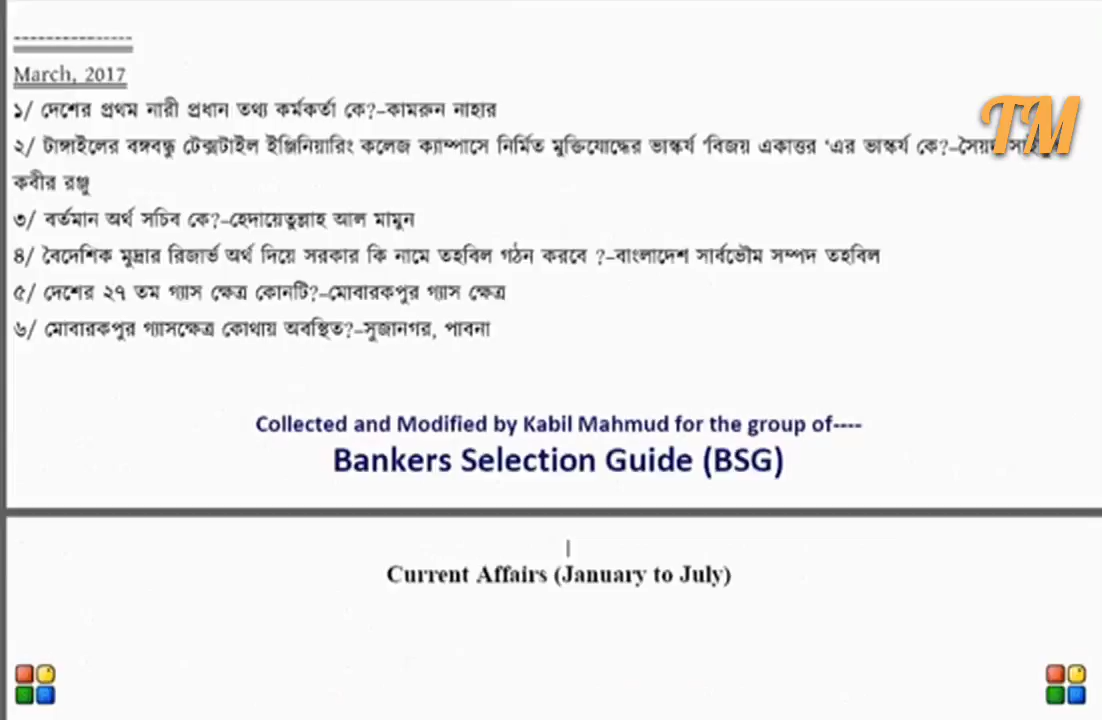 ---------------
March, 2017
১/ দেশের প্রথম নারী প্রধান তথ্য কর্মকর্তা কে?-কামরুন নাহার
TM
২/ টাঙ্গাইলের বঙ্গবন্ধু টেক্সটাইল ইঞ্জিনিয়ারিং কলেজ ক্যাম্পাসে নির্মিত মুক্তিযোদ্ধের ভাস্কর্য 'বিজয় একাত্তর 'এর ভাস্কর্য কে?-সৈয়দ
কবীর রঞ্জু
৩/ বর্তমান অর্থ সচিব কে?-হেদায়েতুল্লাহ আল মামুন
৪/ বৈদেশিক মুদ্রার রিজার্ভ অর্থ দিয়ে সরকার কি নামে তহবিল গঠন করবে ?-বাংলাদেশ সার্বভৌম সম্পদ তহবিল
৫/ দেশের ২৭ তম গ্যাস ক্ষেত্র কোনটি?-মোবারকপুর গ্যাস ক্ষেত্র
৬/ মোবারকপুর গ্যাসক্ষেত্র কোথায় অবস্থিত?-সুজানগর, পাবনা
Collected and Modified by Kabil Mahmud for the group of----
Bankers Selection Guide (BSG)
Current Affairs (January to July)